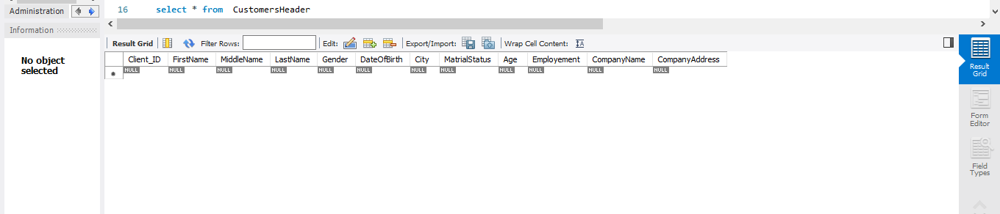 Administration
16 select * from CustomersHeader
Information
No object
selected
Result Grid Filter Rows: Edit: Export/Import: Wrap Cell Content: IA
Client_ID FirstName MiddleName LastName Gender DateOfBirth City MatrialStatus Age Employement CompanyName CompanyAddress
NULL NULL NULL NULL NULL NULL NULL NULL NULL NULL NULL NULL
Result
Grid
Form
Editor
Field
Types